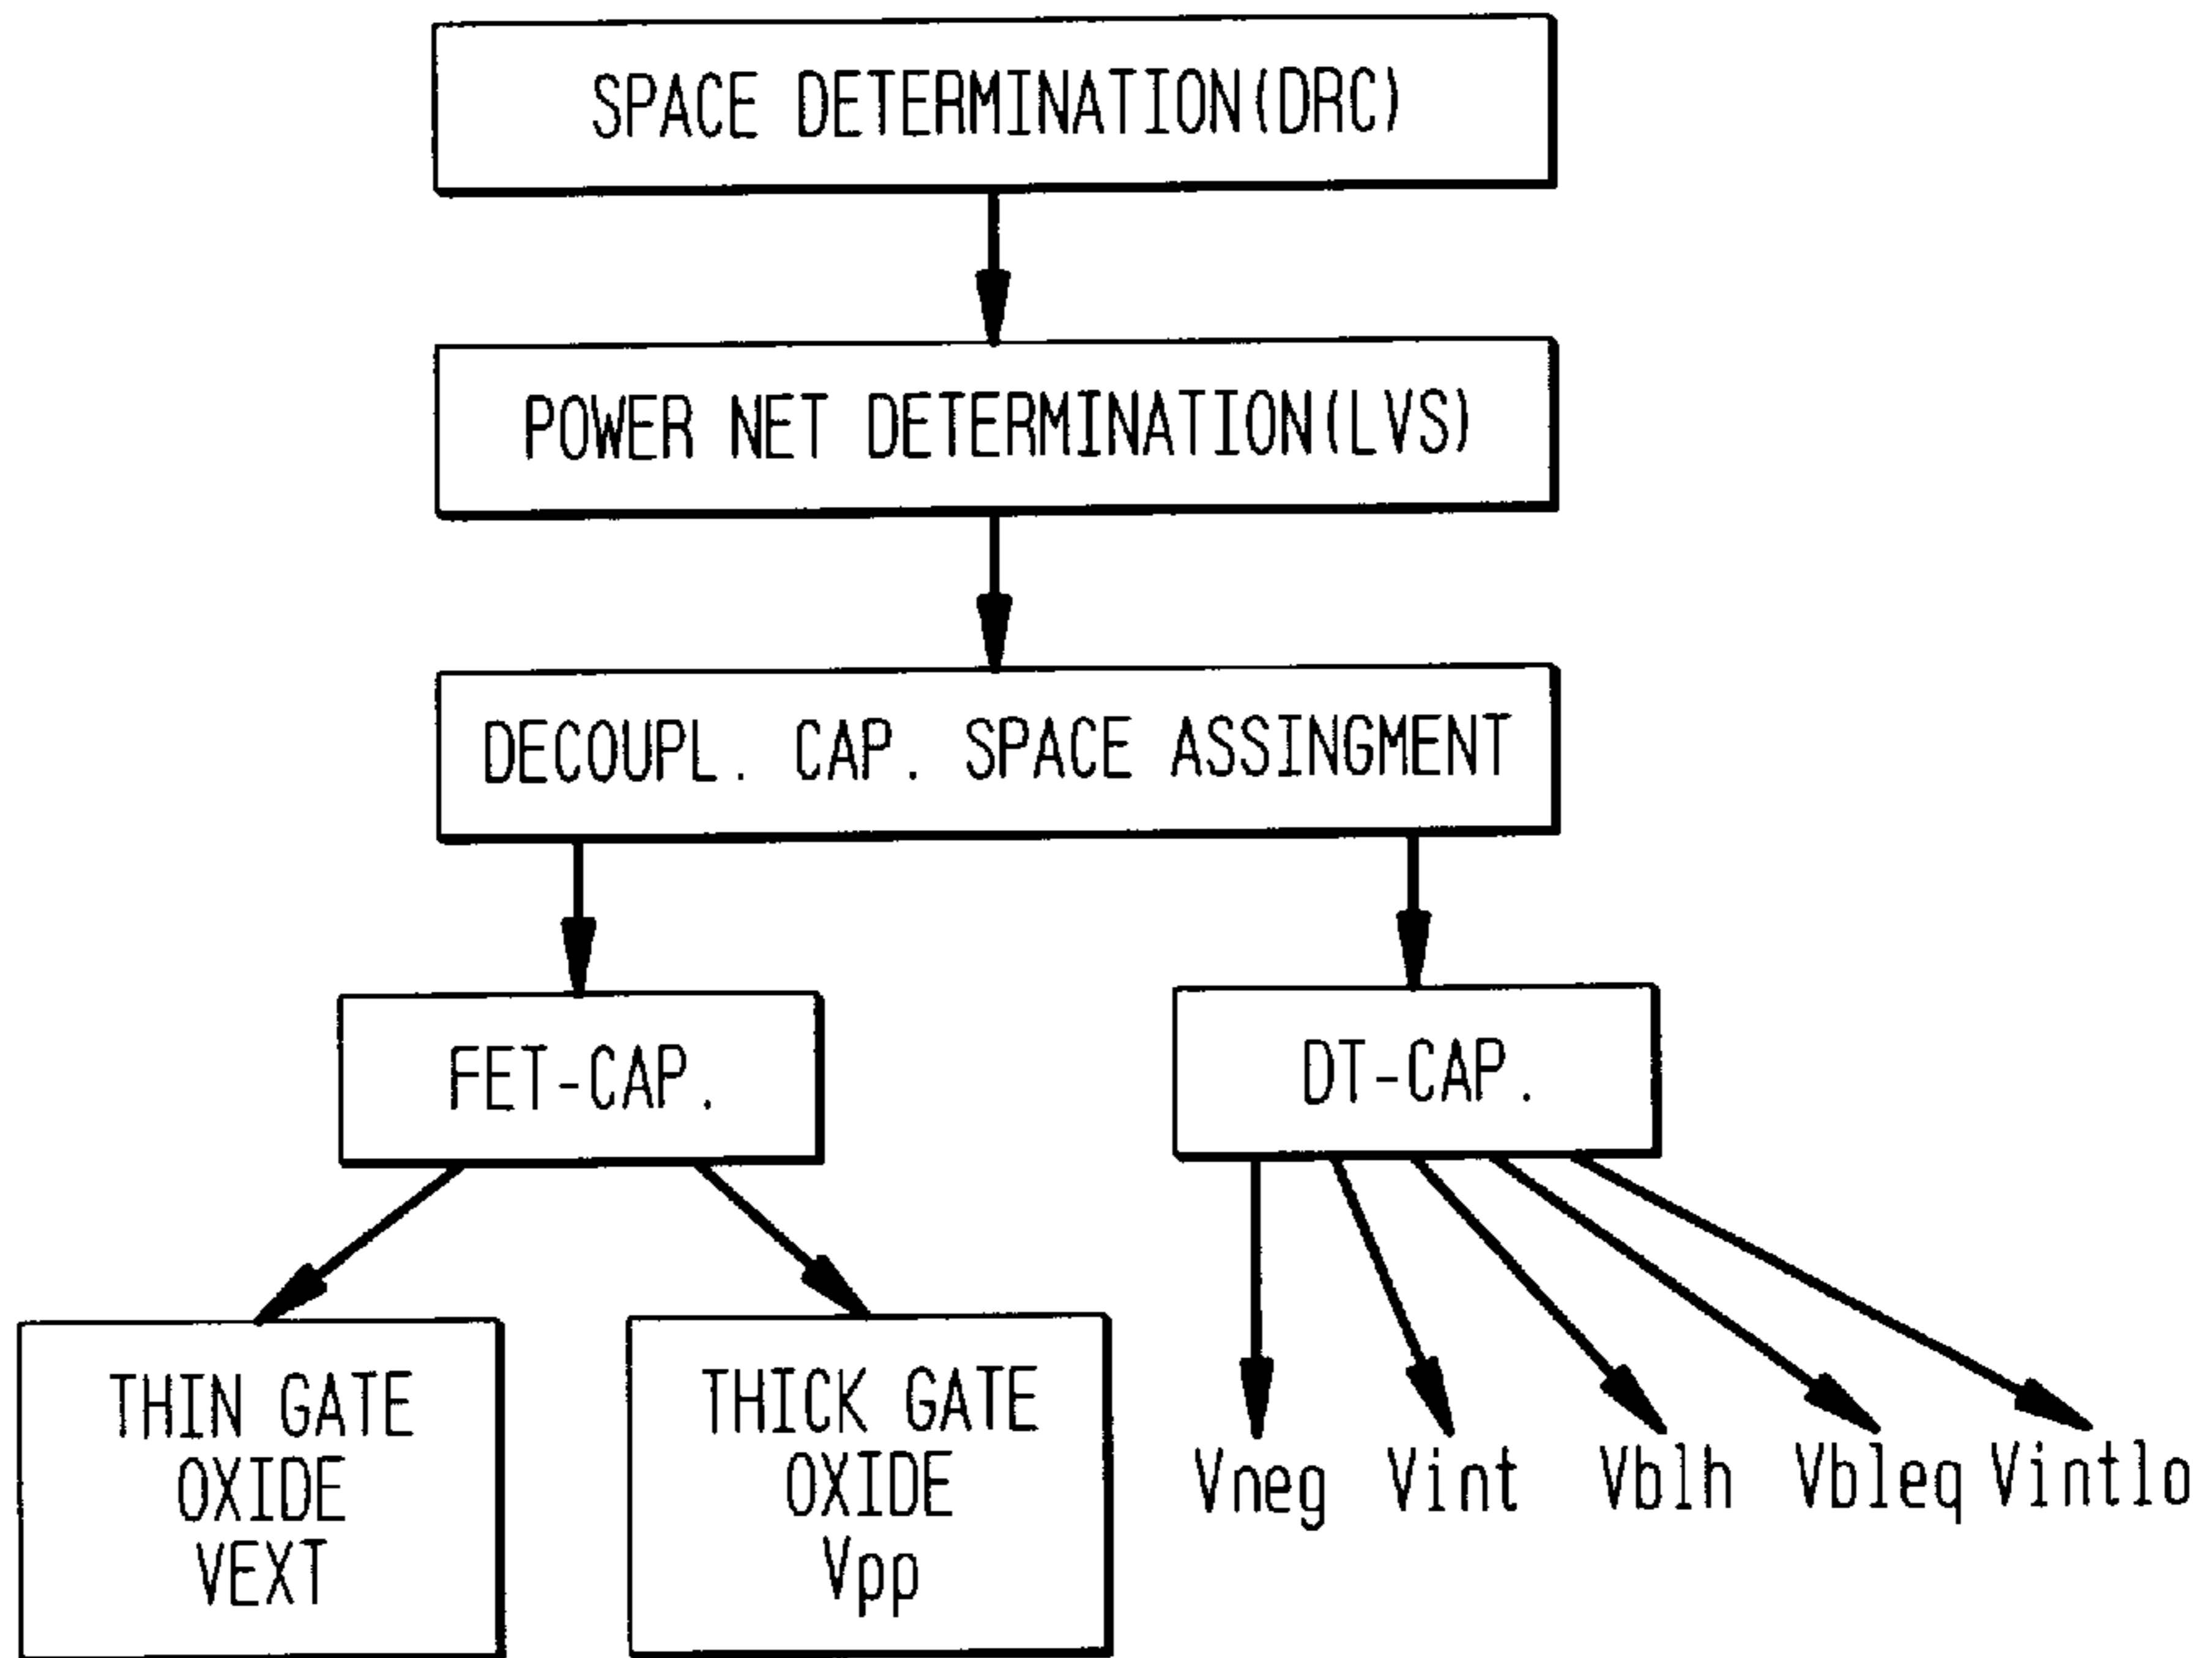 SPACE DETERMINATION(DRC)
POWER NET DETERMINATION(LVS)
DECOUPL. CAP. SPACE ASSINGMENT
FET-CAP.
DT-CAP.
THIN GATE
OXIDE
VEXT
THICK GATE
OXIDE
Vpp
Vneg
Vint
Vblh
Vbleq
Vintlo